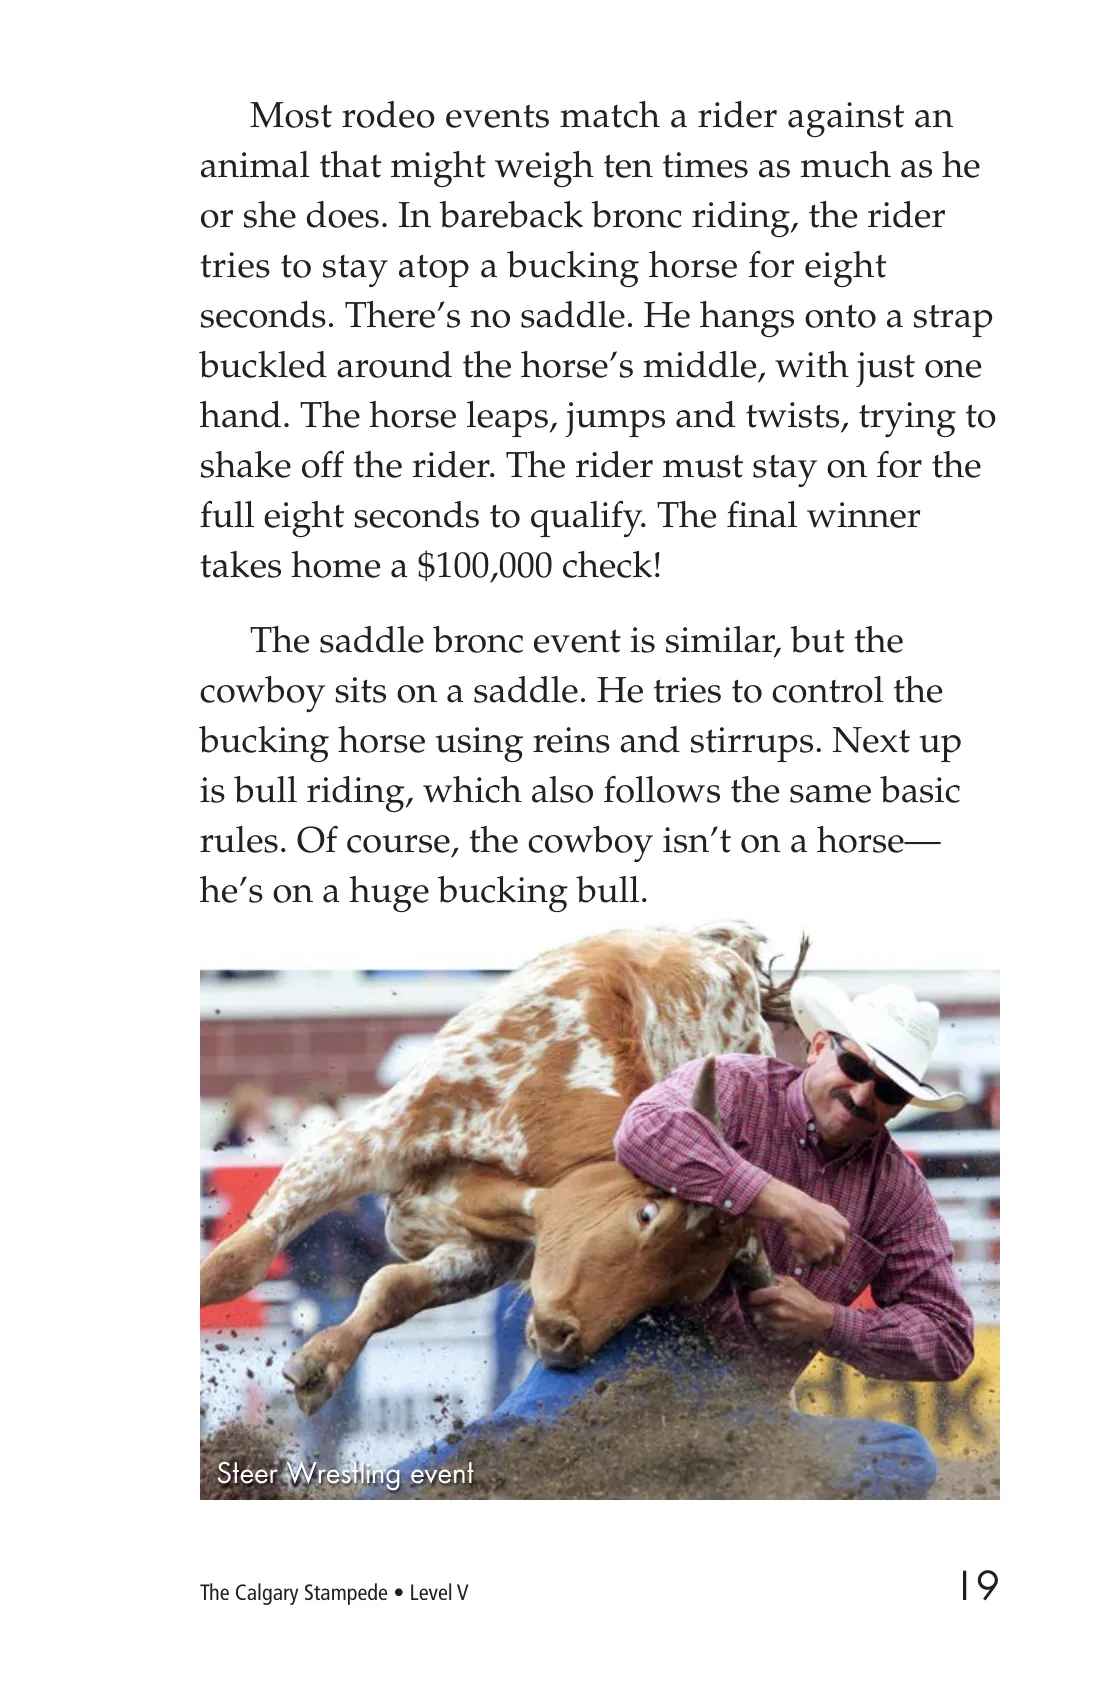 Most rodeo events match a rider against an
animal that might weigh ten times as much as he
or she does. In bareback bronc riding, the rider
tries to stay atop a bucking horse for eight
seconds. There’s no saddle. He hangs onto a strap
buckled around the horse’s middle, with just one
hand. The horse leaps, jumps and twists, trying to
shake off the rider. The rider must stay on for the
full eight seconds to qualify. The final winner
takes home a $100,000 check!
The saddle bronc event is similar, but the
cowboy sits on a saddle. He tries to control the
bucking horse using reins and stirrups. Next up
is bull riding, which also follows the same basic
rules. Of course, the cowboy isn’t on a horse—
he’s on a huge bucking bull.
Steer Wrestling event
The Calgary Stampede • Level V
19